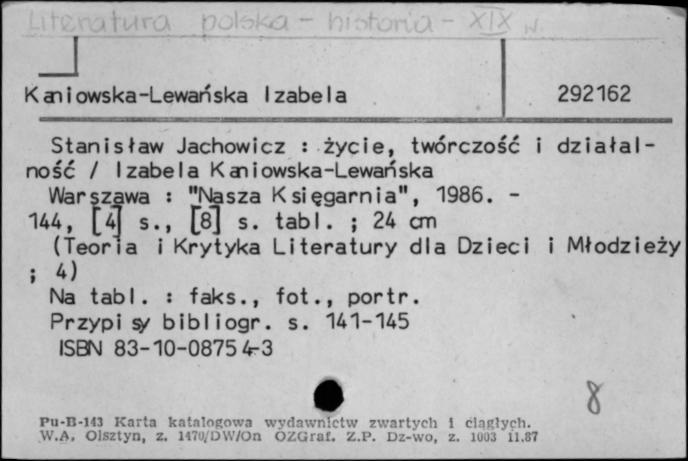 Literatura polska - historia - XIX w.
Kaniowska-Lewańska Izabela 292162
Stanisław Jachowicz : życie, twórczość i działal-
ność / Izabela Kaniowska-Lewańska
Warszawa : "Nasza Księgarnia", 1986. -
144, [4] s., [8] s. tabl. ; 24 cm
(Teoria i Krytyka Literatury dla Dzieci i Młodzieży
; 4)
Na tabl. : faks., fot., portr.
Przypisy bibliogr. s. 141-145
ISBN 83-10-08754-3
8
Pu-B-143 Karta katalogowa wydawnictw zwartych i ciągłych.
W.A. Olsztyn, z. 1470/DW/On OZGraf. Z.P. Dz-wo, z. 1003 11.87